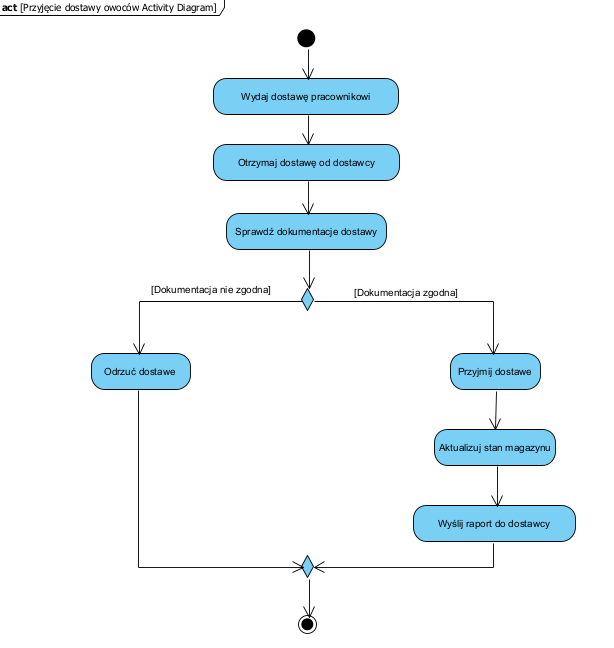 act [Przyjęcie dostawy owoców Activity Diagram]
Wydaj dostawę pracownikowi
Otrzymaj dostawę od dostawcy
Sprawdź dokumentacje dostawy
[Dokumentacja nie zgodna]
[Dokumentacja zgodna]
Odrzuć dostawe
Przyjmij dostawe
Aktualizuj stan magazynu
Wyślij raport do dostawcy